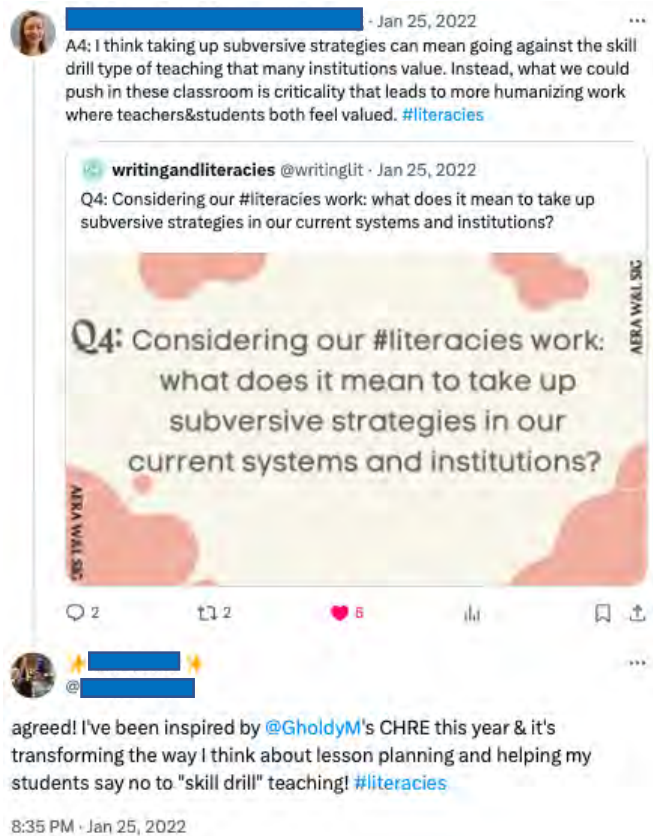 · Jan 25, 2022
A4: I think taking up subversive strategies can mean going against the skill
drill type of teaching that many institutions value. Instead, what we could
push in these classroom is criticality that leads to more humanizing work
where teachers&students both feel valued. #literacies
writingandliteracies @writinglit · Jan 25, 2022
Q4: Considering our #literacies work: what does it mean to take up
subversive strategies in our current systems and institutions?
AERA W&L SIG
Q4: Considering our #literacies work:
what does it mean to take up
subversive strategies in our
current systems and institutions?
AERA W&L SIG
2 2 6
@
agreed! I've been inspired by @GholdyM's CHRE this year & it's
transforming the way I think about lesson planning and helping my
students say no to "skill drill" teaching! #literacies
8:35 PM · Jan 25, 2022